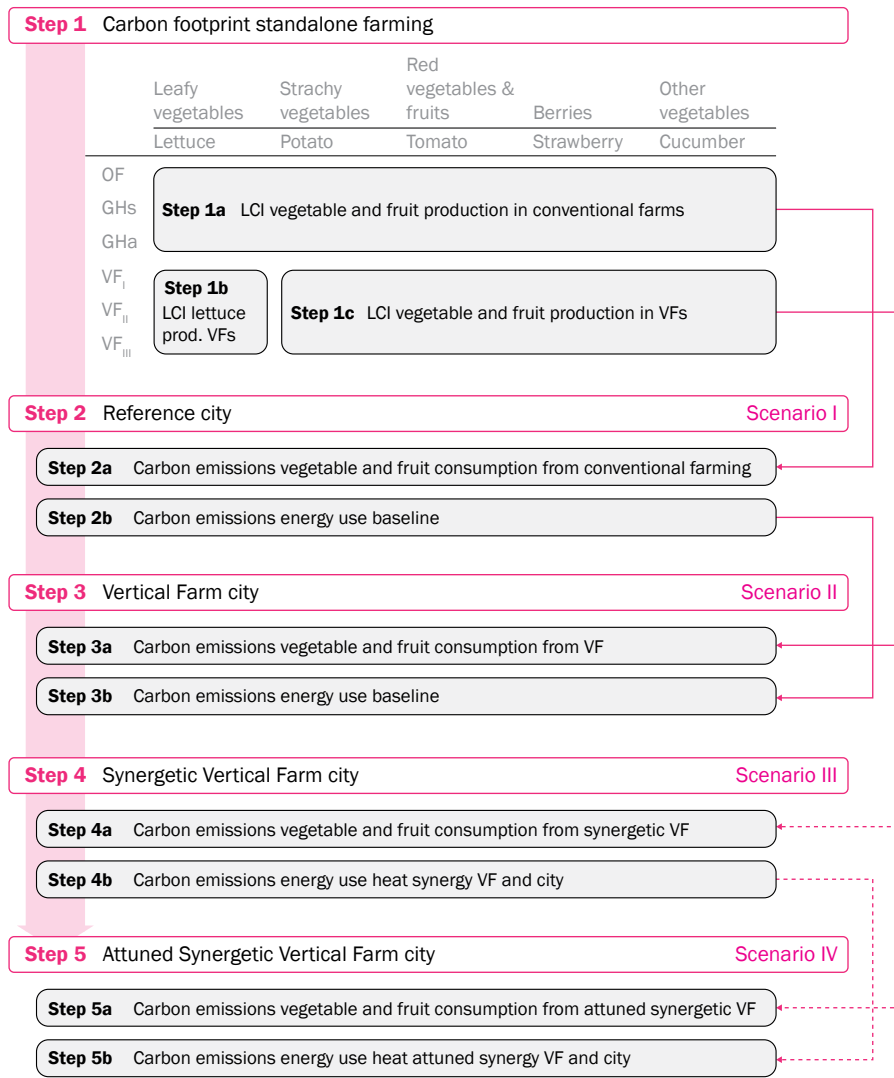 Step 1 Carbon footprint standalone farming
Leafy vegetables
Strachy vegetables
Red vegetables & fruits
Berries
Other vegetables
Lettuce Potato Tomato Strawberry Cucumber
OF
GHs
GHa
Step 1a LCI vegetable and fruit production in conventional farms
VF_I
VF_II
VF_III
Step 1b
LCI lettuce
prod. VFs
Step 1c LCI vegetable and fruit production in VFs
Step 2 Reference city Scenario I
Step 2a Carbon emissions vegetable and fruit consumption from conventional farming
Step 2b Carbon emissions energy use baseline
Step 3 Vertical Farm city Scenario II
Step 3a Carbon emissions vegetable and fruit consumption from VF
Step 3b Carbon emissions energy use baseline
Step 4 Synergetic Vertical Farm city Scenario III
Step 4a Carbon emissions vegetable and fruit consumption from synergetic VF
Step 4b Carbon emissions energy use heat synergy VF and city
Step 5 Attuned Synergetic Vertical Farm city Scenario IV
Step 5a Carbon emissions vegetable and fruit consumption from attuned synergetic VF
Step 5b Carbon emissions energy use heat attuned synergy VF and city